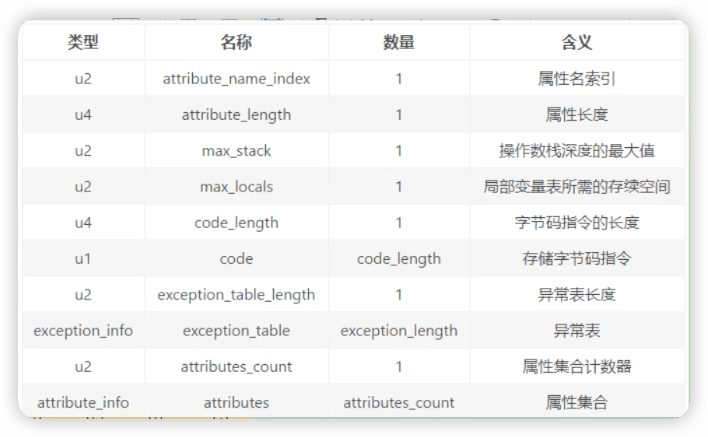 类型 名称 数量 含义
u2 attribute_name_index 1 属性名索引
u4 attribute_length 1 属性长度
u2 max_stack 1 操作数栈深度的最大值
u2 max_locals 1 局部变量表所需的存续空间
u4 code_length 1 字节码指令的长度
u1 code code_length 存储字节码指令
u2 exception_table_length 1 异常表长度
exception_info exception_table exception_length 异常表
u2 attributes_count 1 属性集合计数器
attribute_info attributes attributes_count 属性集合